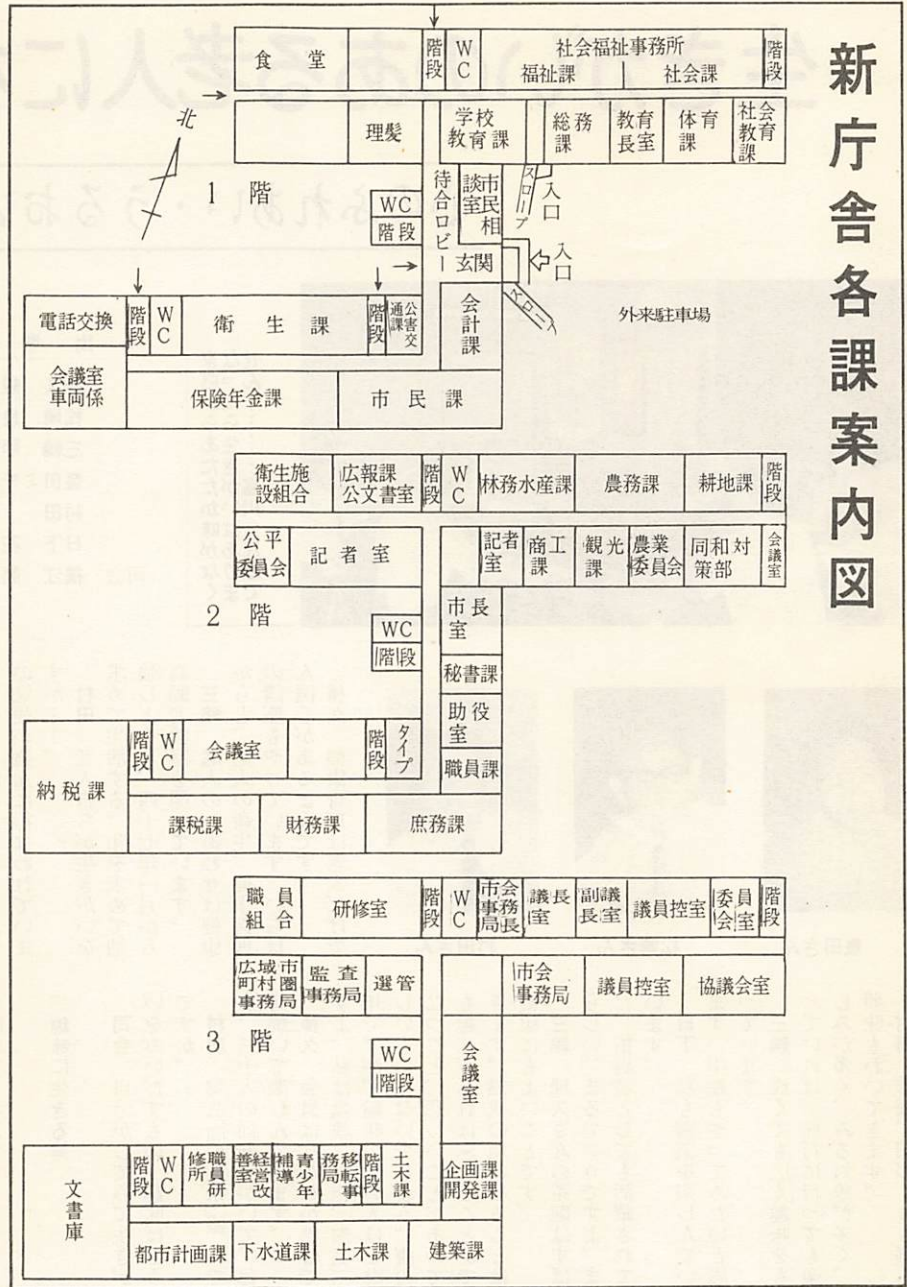 新庁舎各課案内図
北
1階
食堂
階段
WC
社会福祉事務所
福祉課
社会課
階段
理髪
学校教育課
総務課
教育長室
体育課
社会教育課
WC
階段
待合ロビー
市民相談室
スロープ
入口
玄関
入口
スロープ
外来駐車場
電話交換
階段
WC
衛生課
階段
公害交通課
会計課
会議室
車両係
保険年金課
市民課
2階
衛生施設組合
広報課
公文書室
階段
WC
林務水産課
農務課
耕地課
階段
公平委員会
記者室
記者室
商工課
観光課
農業委員会
同和対策部
会議室
WC
階段
市長室
秘書課
助役室
職員課
納税課
階段
WC
会議室
階段
タイプ
課税課
財務課
庶務課
3階
職員組合
研修室
階段
WC
市会事務局長
議長室
副議長室
議員控室
委員会室
階段
広域市町村圏事務局
監査事務局
選管
市会事務局
議員控室
協議会室
WC
階段
会議室
文書庫
階段
WC
職員研修所
経営改善室
青少年補導
移転事務局
階段
土木課
企画課
開発課
都市計画課
下水道課
土木課
建築課